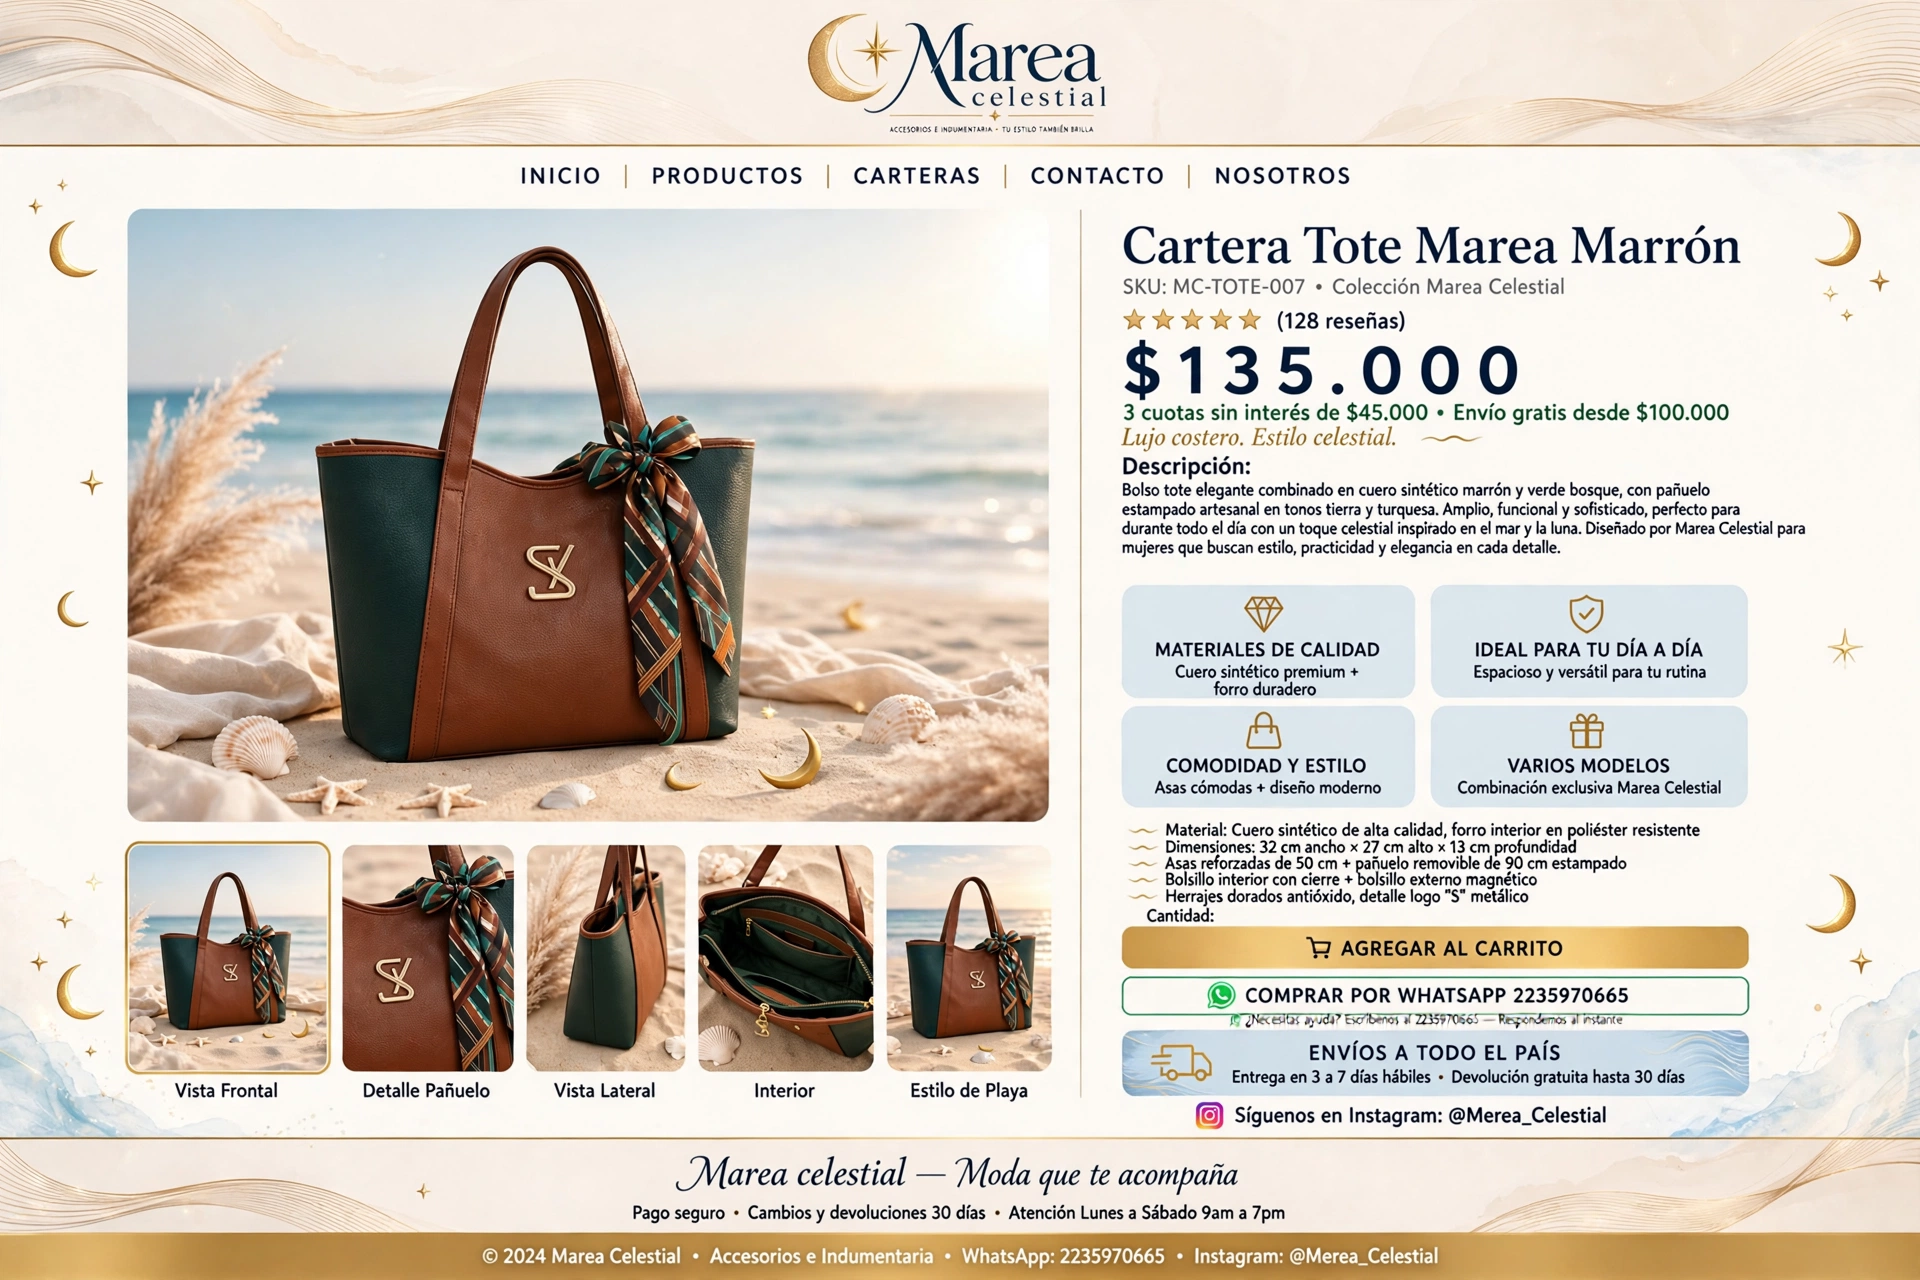 Marea
celestial
ACCESORIOS E INDUMENTARIA • TU ESTILO TAMBIÉN BRILLA
INICIO | PRODUCTOS | CARTERAS | CONTACTO | NOSOTROS
Cartera Tote Marea Marrón
SKU: MC-TOTE-007 • Colección Marea Celestial
(128 reseñas)
$135.000
3 cuotas sin interés de $45.000 • Envío gratis desde $100.000
Lujo costero. Estilo celestial.
Descripción:
Bolso tote elegante combinado en cuero sintético marrón y verde bosque, con pañuelo
estampado artesanal en tonos tierra y turquesa. Amplio, funcional y sofisticado, perfecto para
durante todo el día con un toque celestial inspirado en el mar y la luna. Diseñado por Marea Celestial para
mujeres que buscan estilo, practicidad y elegancia en cada detalle.
MATERIALES DE CALIDAD
Cuero sintético premium +
forro duradero
IDEAL PARA TU DÍA A DÍA
Espacioso y versátil para tu rutina
COMODIDAD Y ESTILO
Asas cómodas + diseño moderno
VARIOS MODELOS
Combinación exclusiva Marea Celestial
Material: Cuero sintético de alta calidad, forro interior en poliéster resistente
Dimensiones: 32 cm ancho × 27 cm alto × 13 cm profundidad
Asas reforzadas de 50 cm + pañuelo removible de 90 cm estampado
Bolsillo interior con cierre + bolsillo externo magnético
Herrajes dorados antióxido, detalle logo "S" metálico
Cantidad:
AGREGAR AL CARRITO
COMPRAR POR WHATSAPP 2235970665
¿Necesitas ayuda? Escríbenos al 2235970665 — Respondemos al instante
ENVÍOS A TODO EL PAÍS
Entrega en 3 a 7 días hábiles • Devolución gratuita hasta 30 días
Síguenos en Instagram: @Merea_Celestial
Vista Frontal
Detalle Pañuelo
Vista Lateral
Interior
Estilo de Playa
Marea celestial — Moda que te acompaña
Pago seguro • Cambios y devoluciones 30 días • Atención Lunes a Sábado 9am a 7pm
© 2024 Marea Celestial • Accesorios e Indumentaria • WhatsApp: 2235970665 • Instagram: @Merea_Celestial